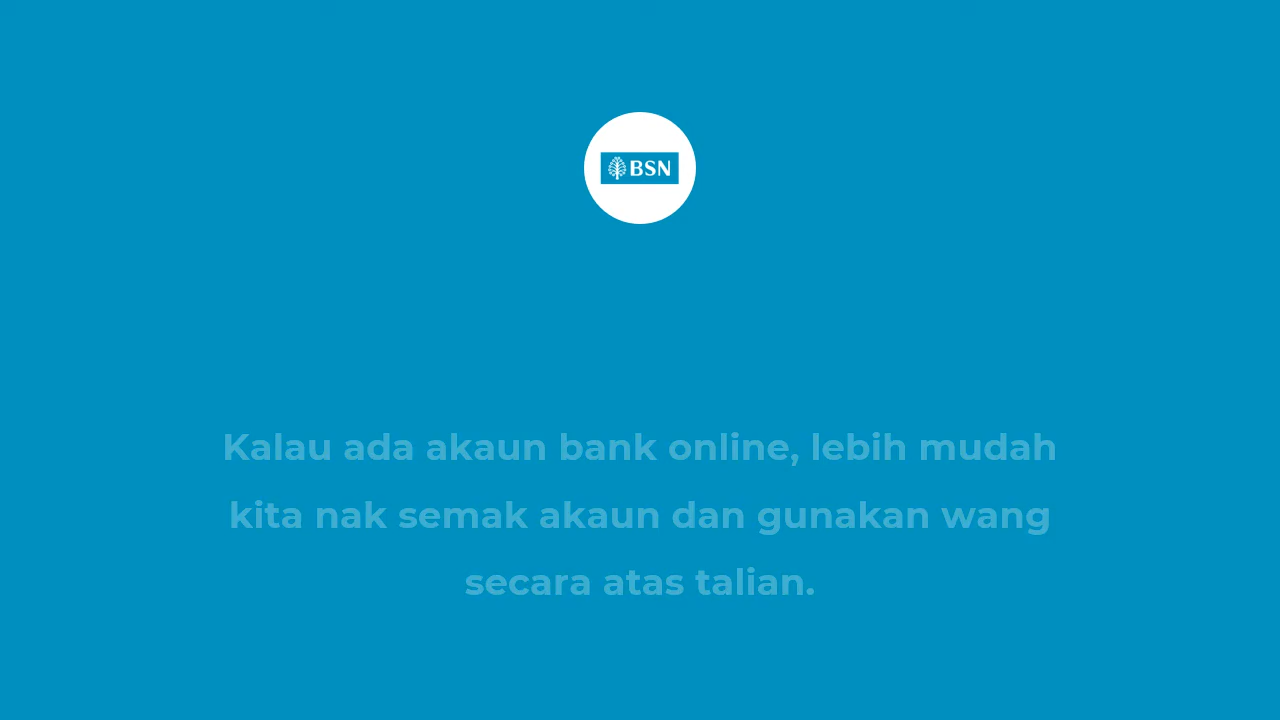 BSN
Kalau ada akaun bank online, lebih mudah
kita nak semak akaun dan gunakan wang
secara atas talian.